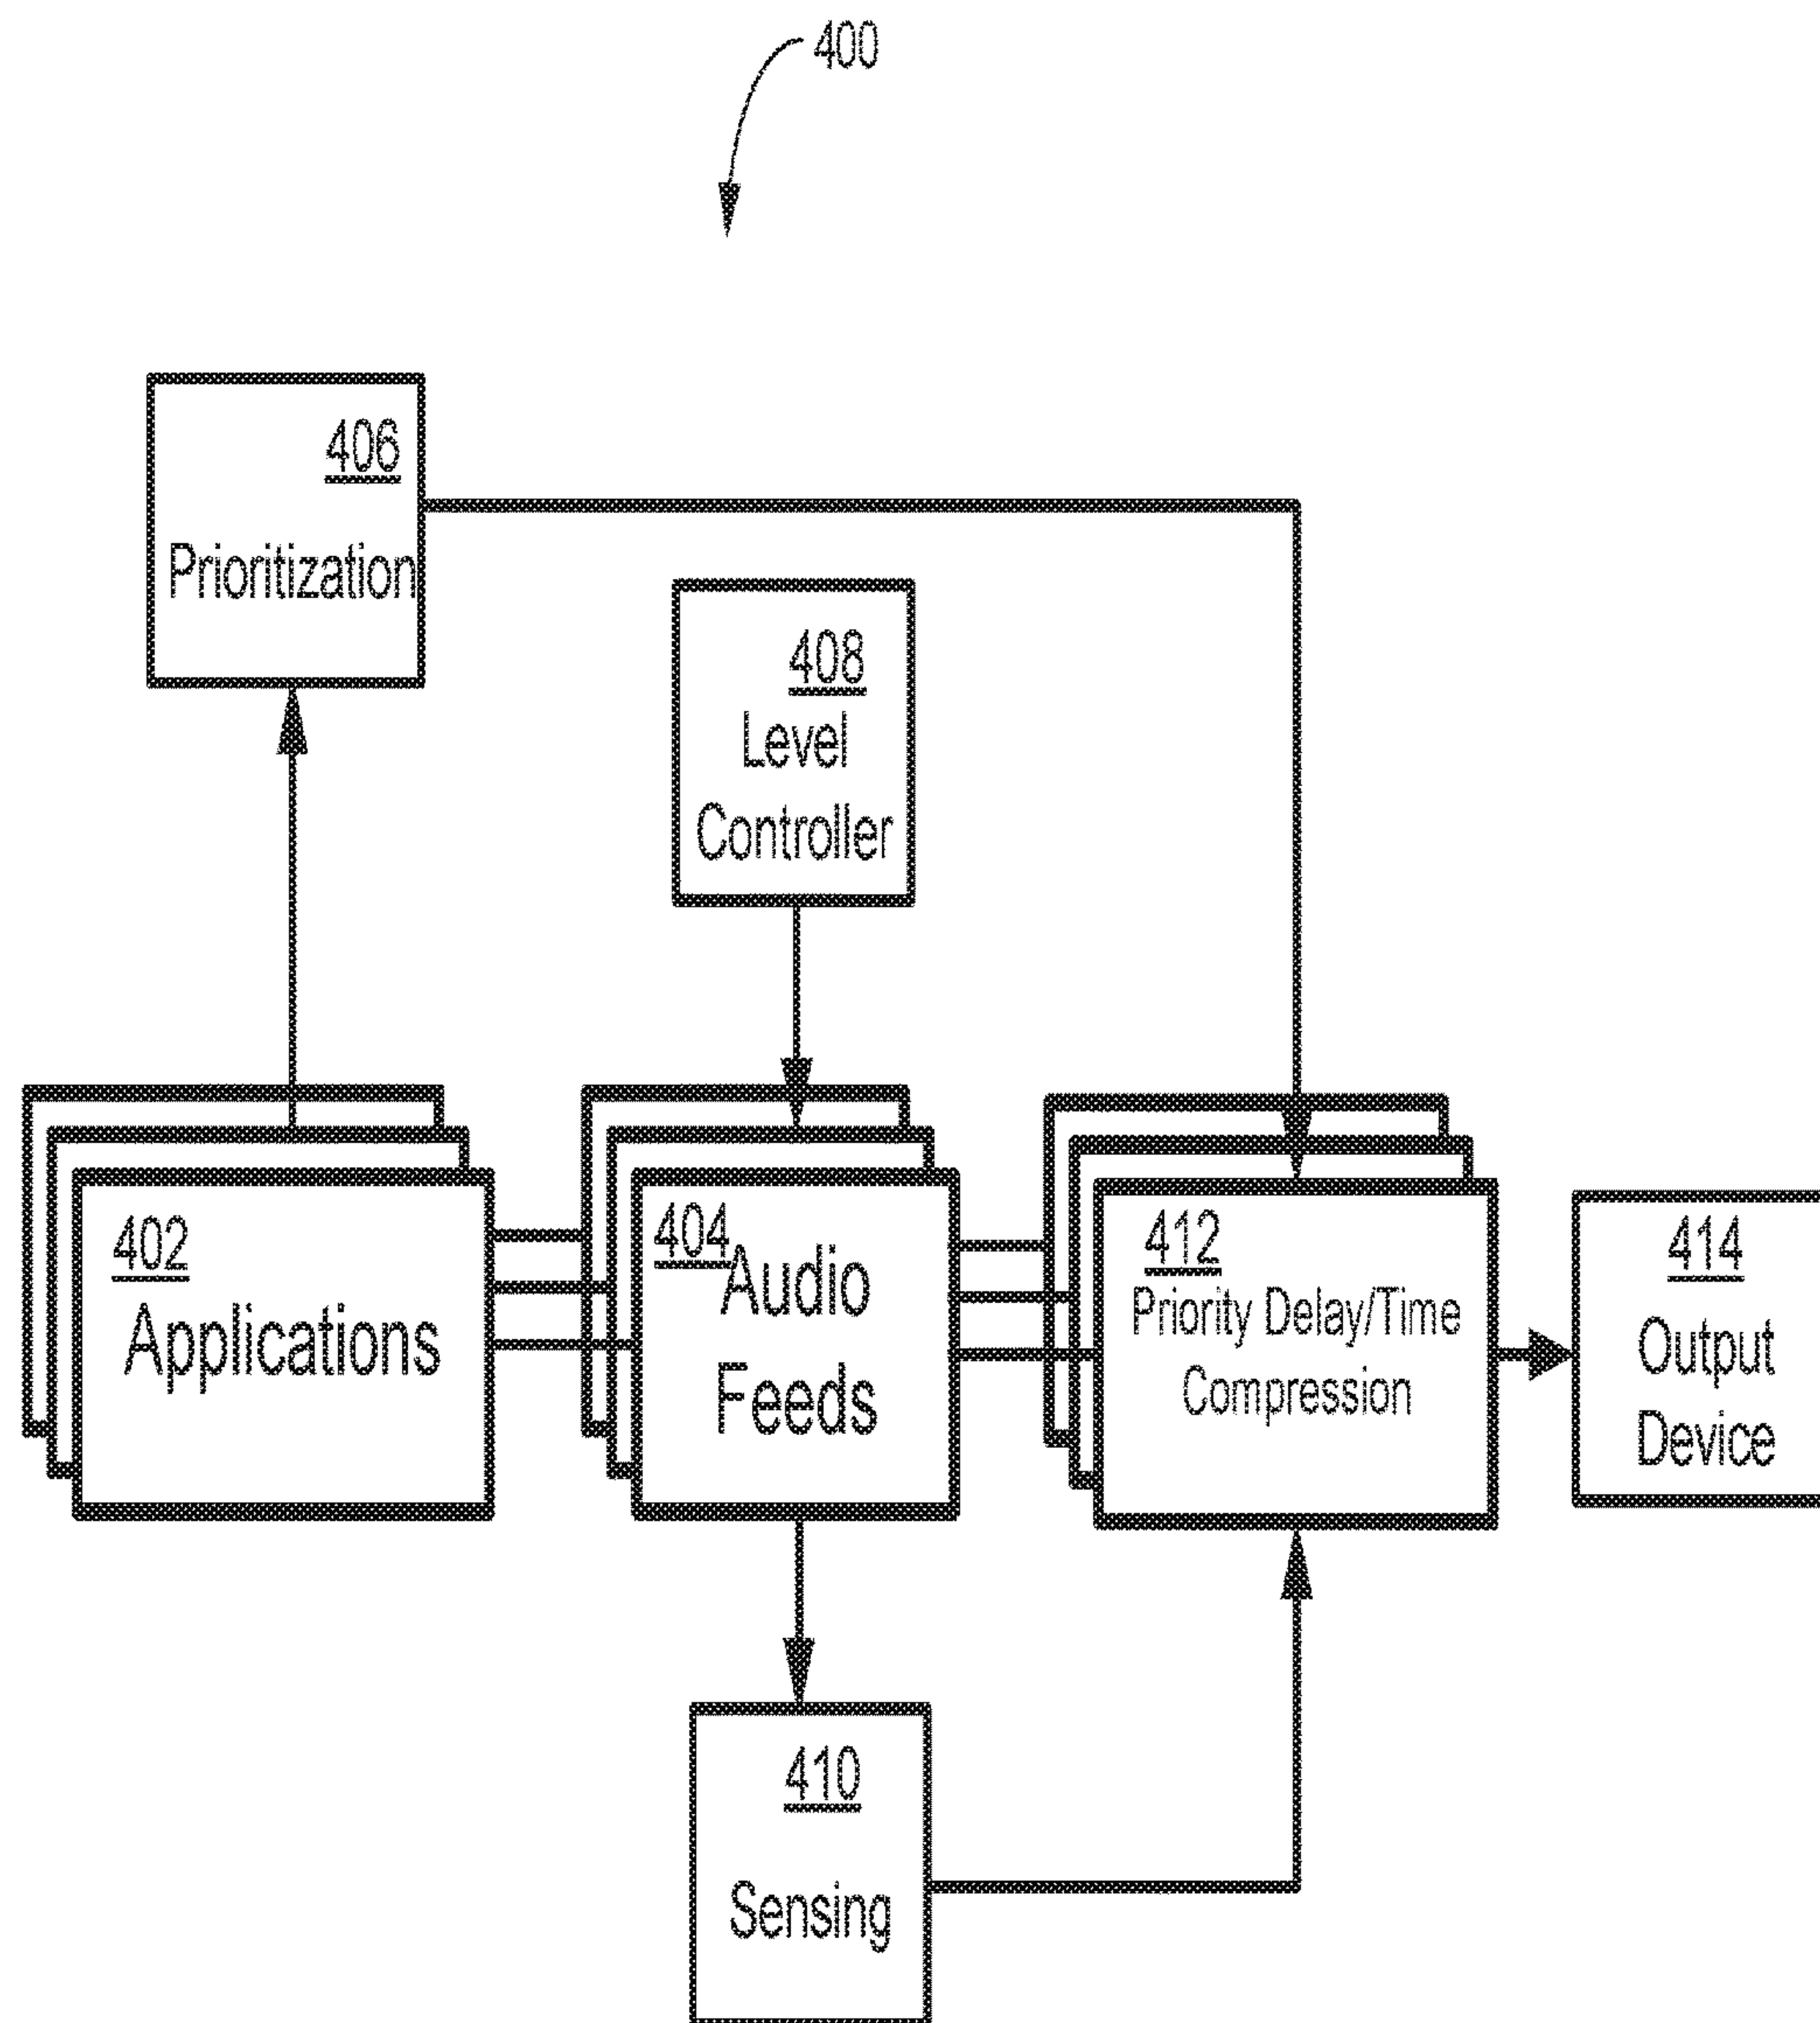 400
406
Prioritization
408
Level
Controller
402
Applications
404
Audio
Feeds
412
Priority Delay/Time
Compression
414
Output
Device
410
Sensing